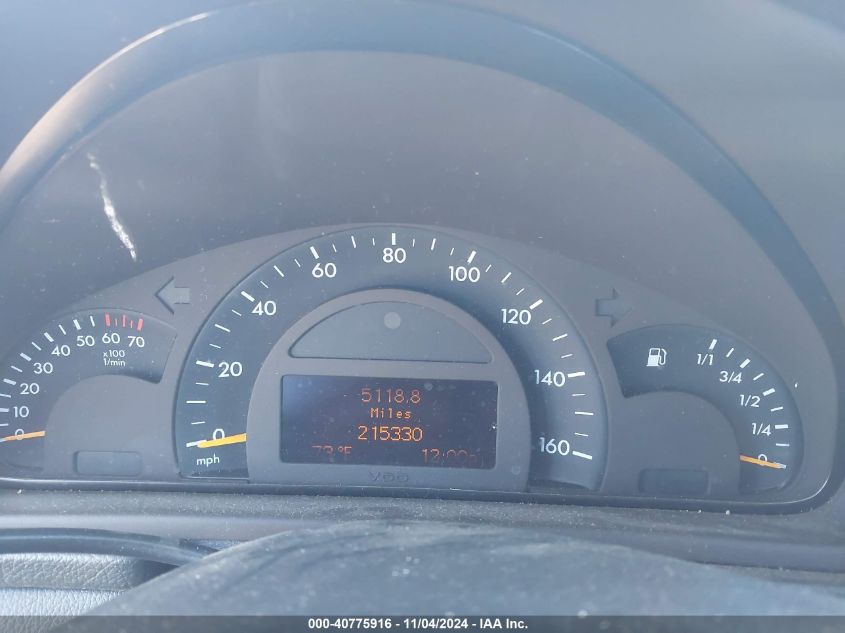 0 10 20 30 40 50 60 70
x100
1/min
0 20 40 60 80 100 120 140 160
mph
5118.8
Miles
215330
73°F
VDO
1/1
3/4
1/2
1/4
0
000-40775916 - 11/04/2024 - IAA Inc.